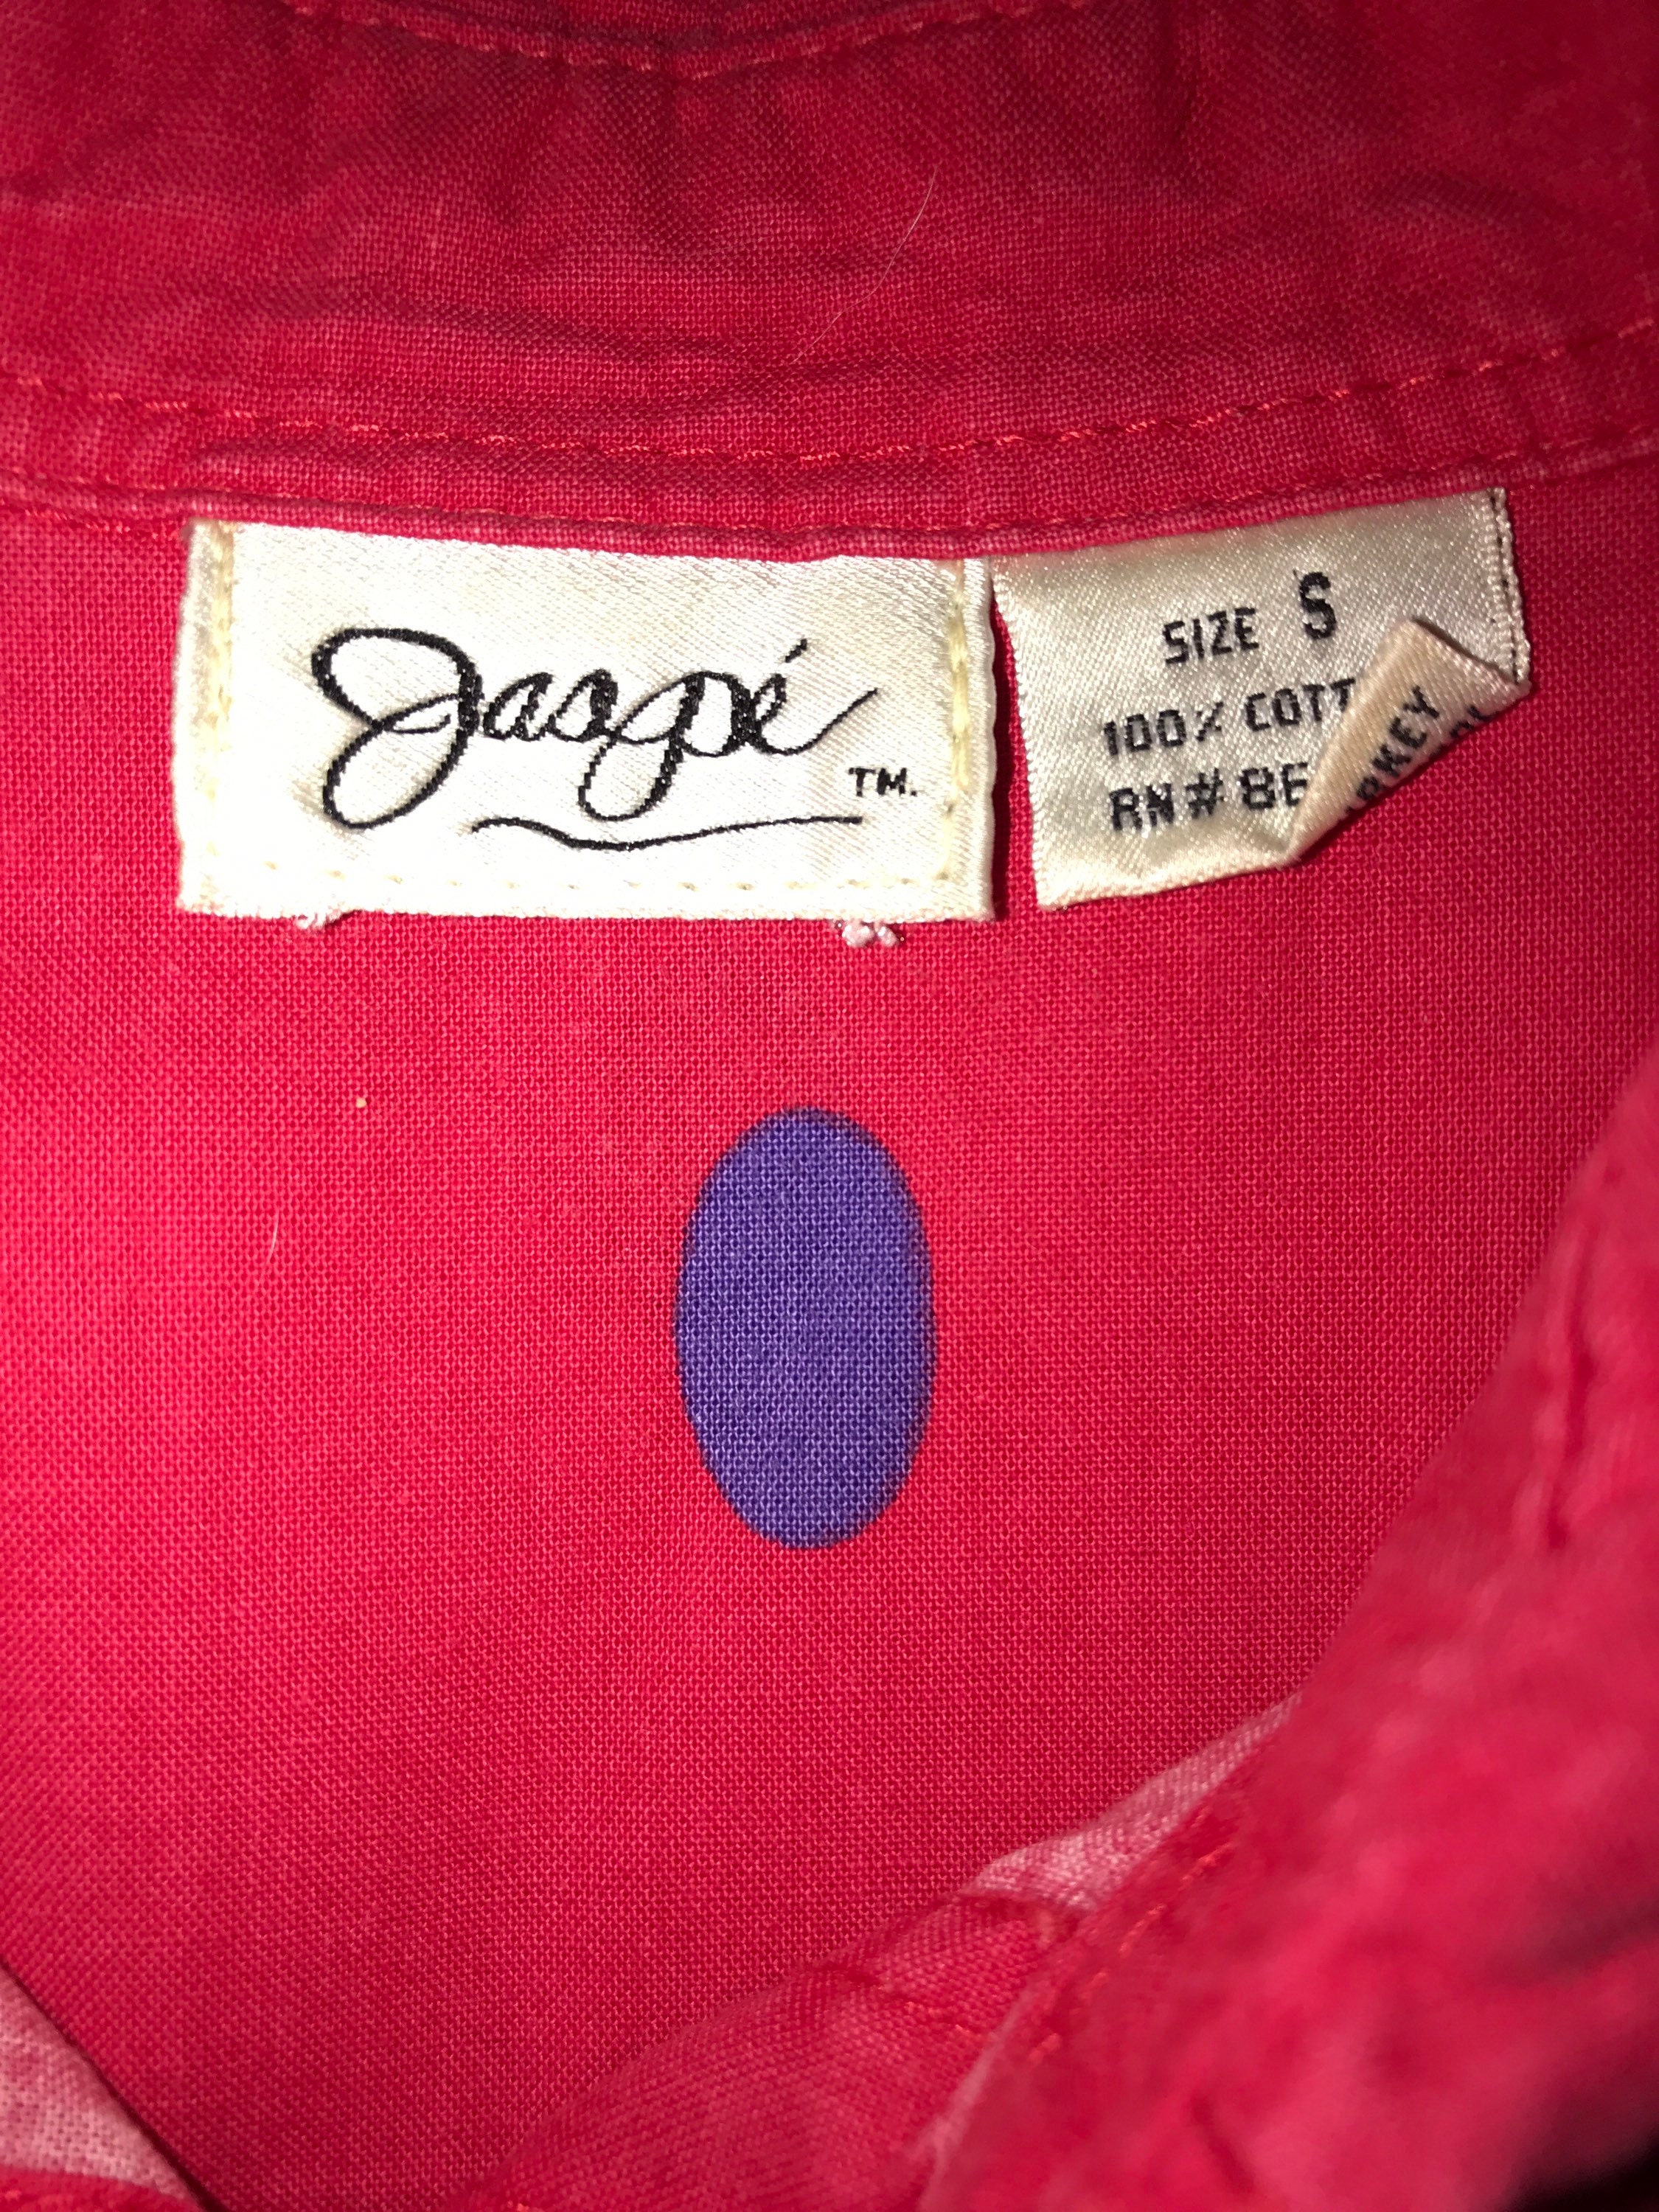 Jaspé
TM.
SIZE S
100% COTT
RN# 86